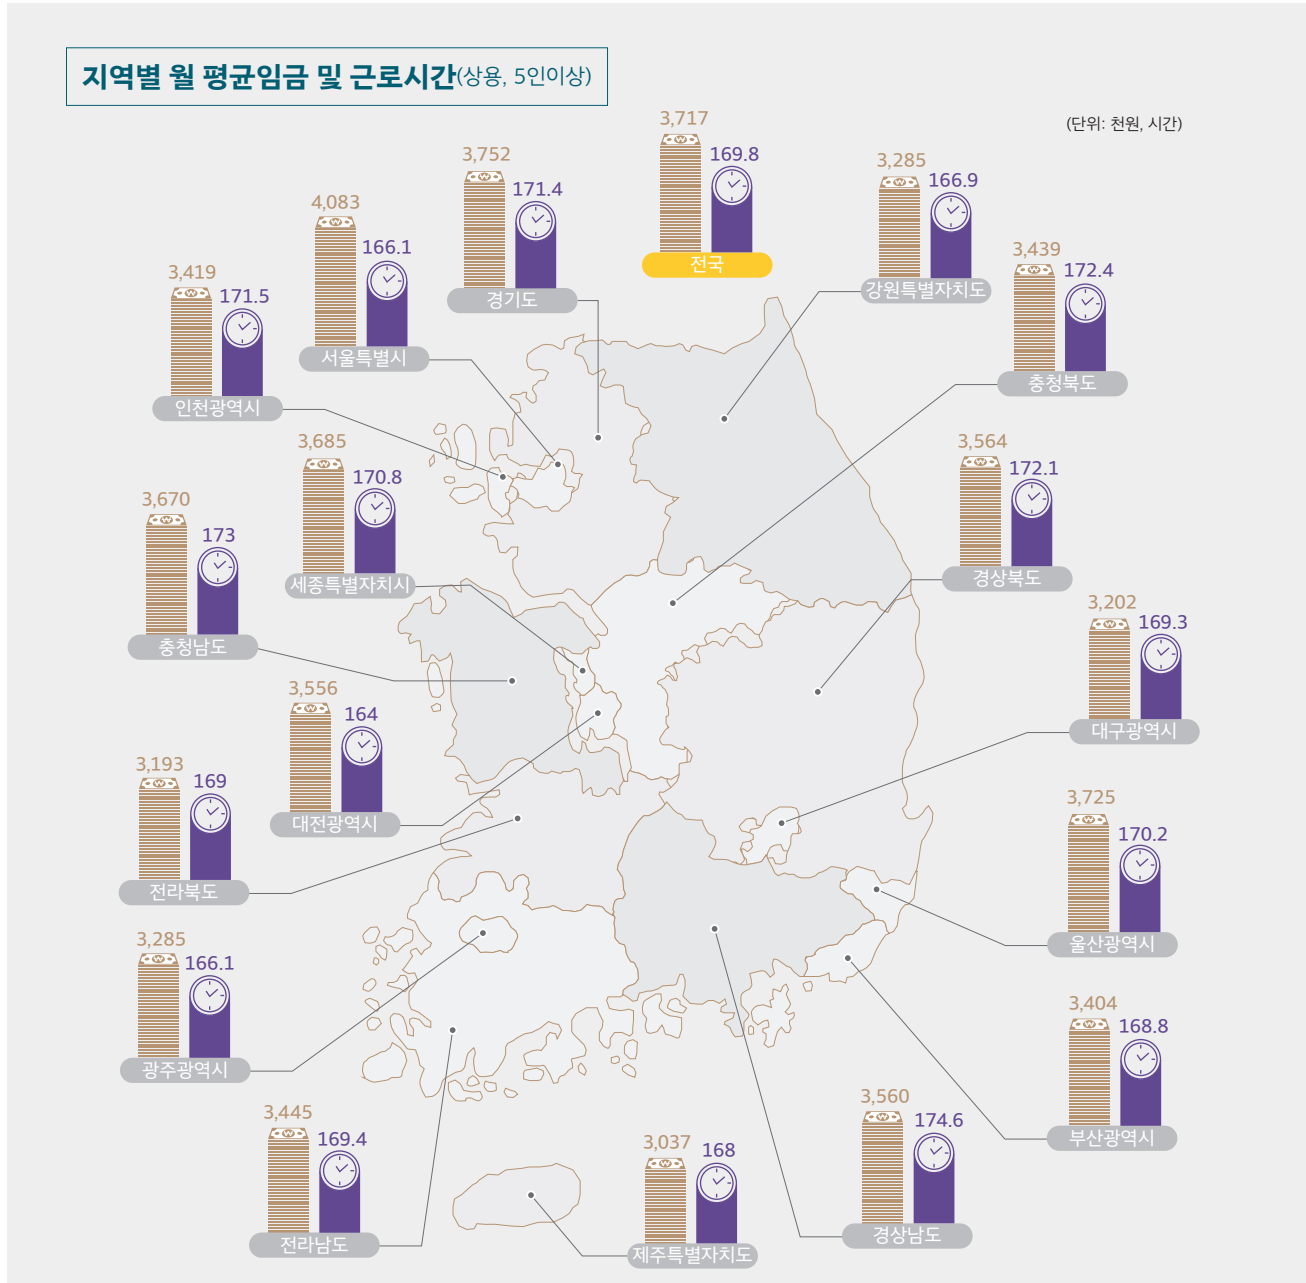 지역별 월 평균임금 및 근로시간(상용, 5인이상)
(단위: 천원, 시간)
3,717
169.8
전국
3,752
171.4
경기도
3,285
166.9
강원특별자치도
4,083
166.1
서울특별시
3,439
172.4
충청북도
3,419
171.5
인천광역시
3,685
170.8
세종특별자치시
3,564
172.1
경상북도
3,670
173
충청남도
3,202
169.3
대구광역시
3,556
164
대전광역시
3,193
169
전라북도
3,725
170.2
울산광역시
3,285
166.1
광주광역시
3,404
168.8
부산광역시
3,445
169.4
전라남도
3,037
168
제주특별자치도
3,560
174.6
경상남도